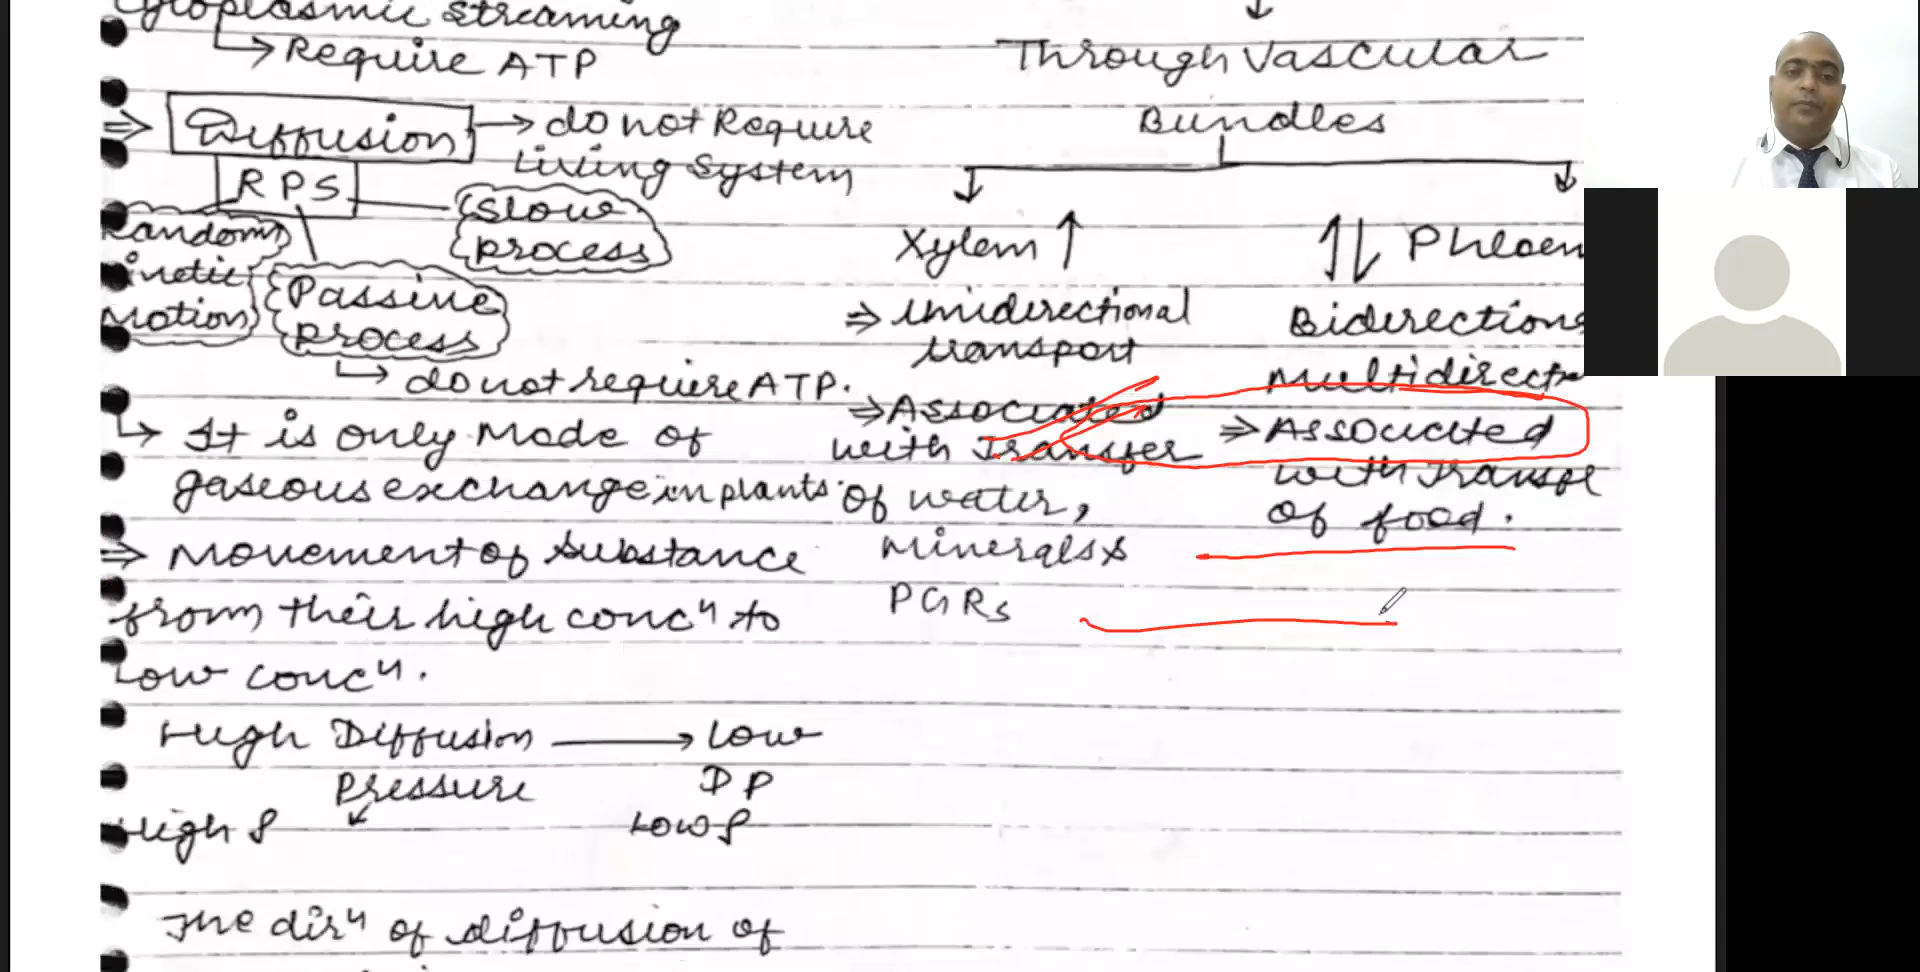 Cytoplasmic streaming
↳ Require ATP
⇒ Diffusion → do not Require
Living System
RPS
Slow
process
Random
Kinetic
Motion
Passive
process
↳ do not require ATP.
↳ It is only Mode of
gaseous exchange in plants.
⇒ Movement of Substance
from their high concⁿ to
Low concⁿ.
High Diffusion → Low
Pressure DP
High P Low P
The dirⁿ of diffusion of
Through Vascular
Bundles
Xylem ↑
⇒ Unidirectional
transport
⇒ Associated
with Transfer
of water,
Minerals &
PGRs
↑↓ Phloem
Bidirectiona
Multidirect
⇒ Associated
with Transfe
of food.